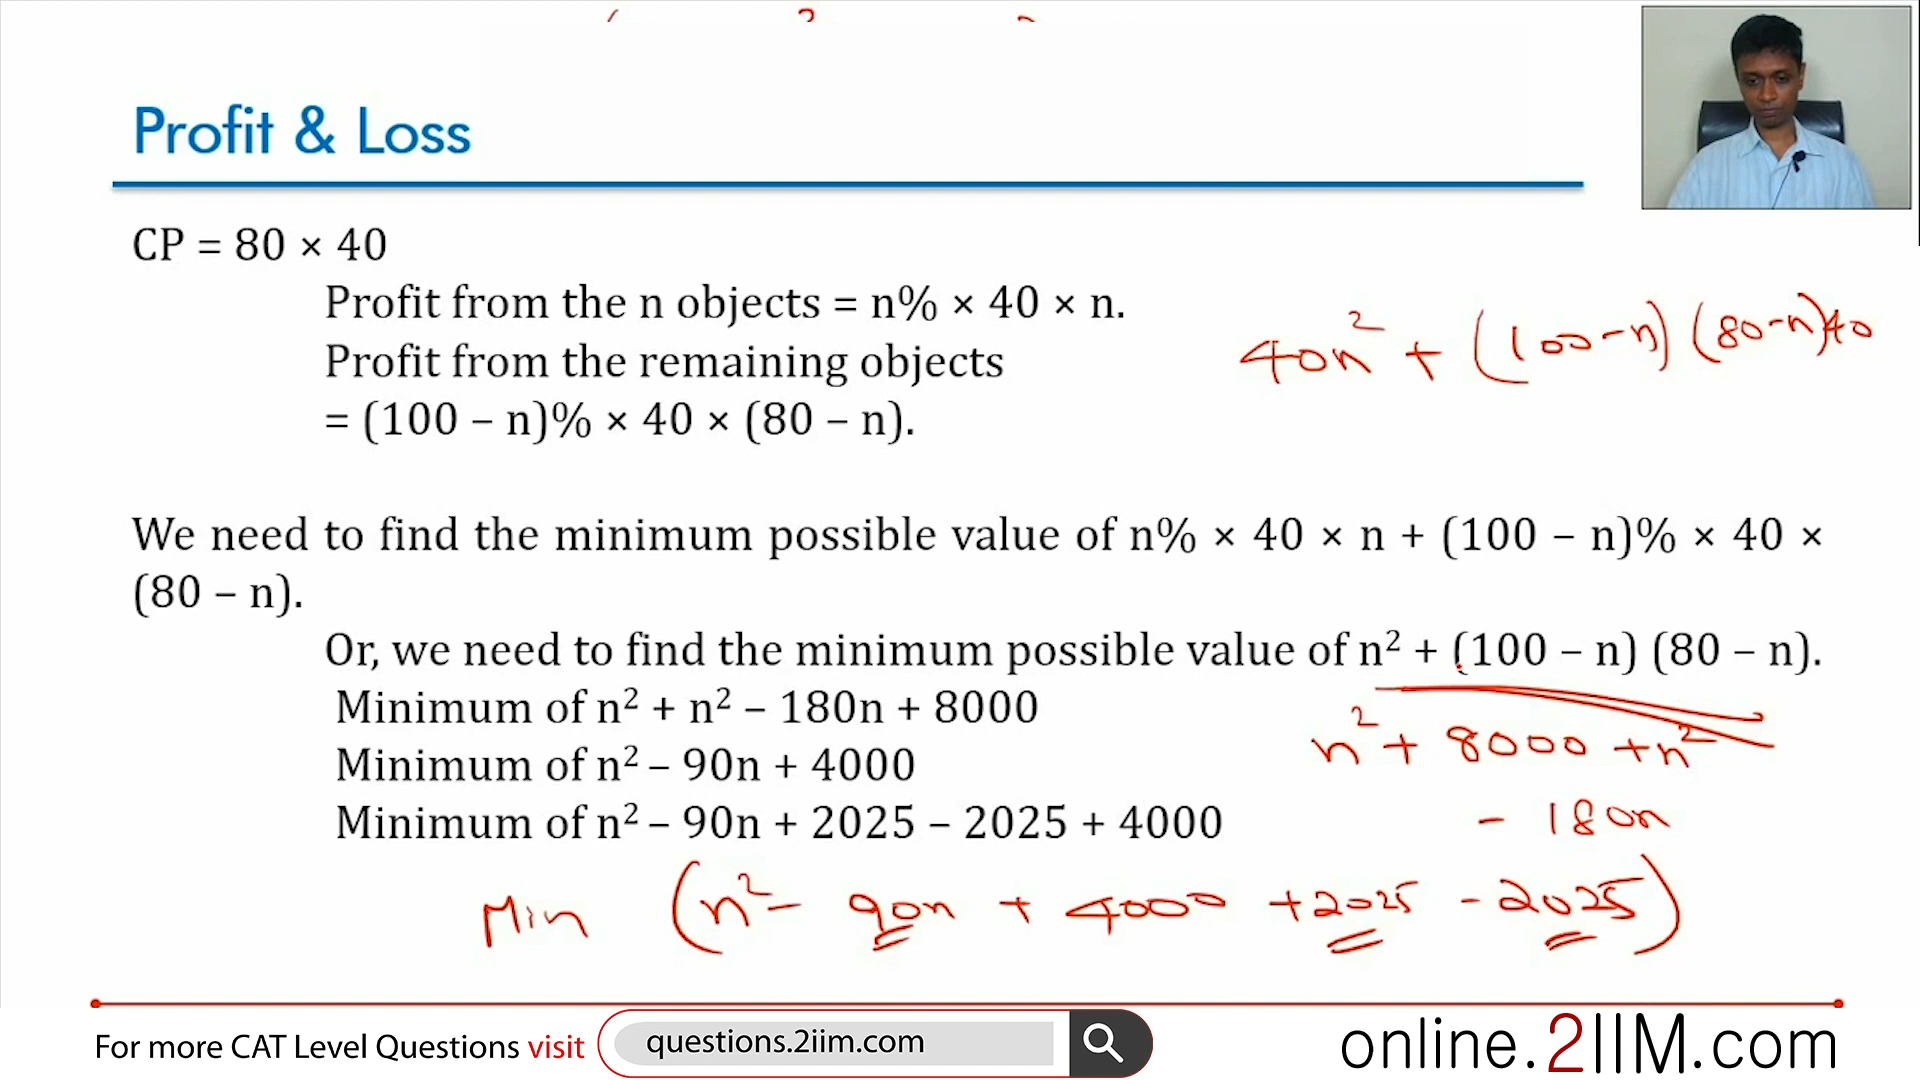 Profit & Loss
CP = 80 × 40
Profit from the n objects = n% × 40 × n.
Profit from the remaining objects
= (100 – n)% × 40 × (80 – n).
40n² + (100-n) (80-n)40
We need to find the minimum possible value of n% × 40 × n + (100 – n)% × 40 ×
(80 – n).
Or, we need to find the minimum possible value of n² + (100 – n) (80 – n).
Minimum of n² + n² – 180n + 8000
n² + 8000 + n²
Minimum of n² – 90n + 4000
Minimum of n² – 90n + 2025 – 2025 + 4000
- 180n
Min (n² - 90n + 4000 + 2025 - 2025)
For more CAT Level Questions visit
questions.2iim.com
online.2IIM.com